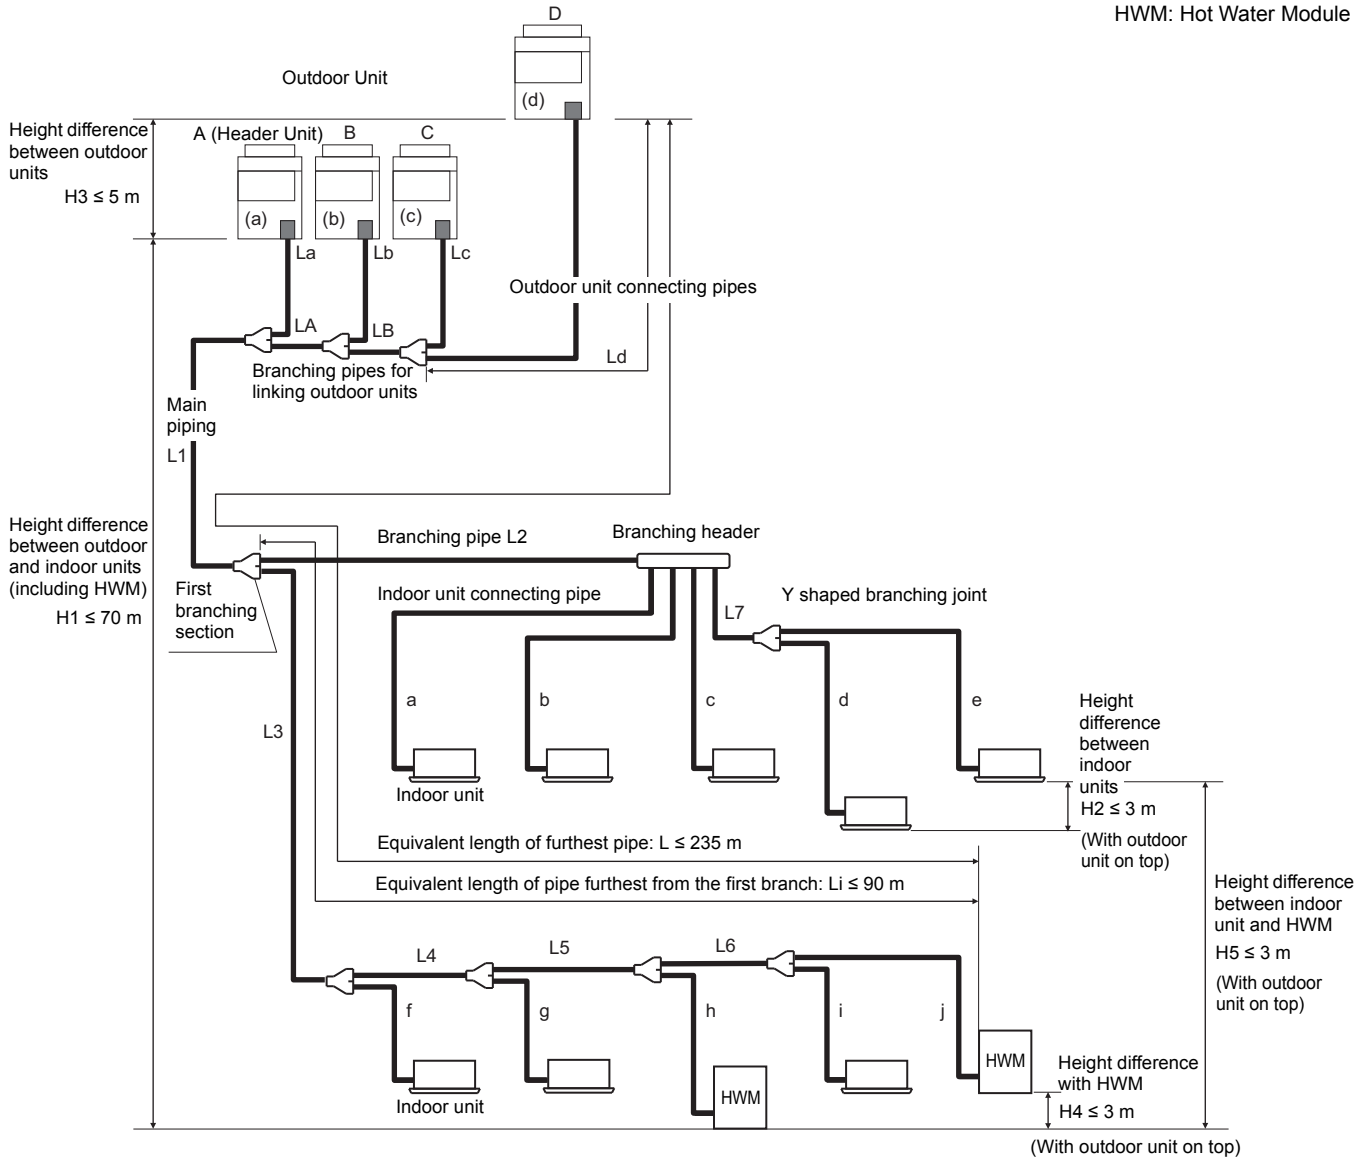 HWM: Hot Water Module
D
Outdoor Unit
(d)
Height difference
between outdoor
units
H3 ≤ 5 m
A (Header Unit)
B
C
(a)
(b)
(c)
La
Lb
Lc
Outdoor unit connecting pipes
LA
LB
Ld
Branching pipes for
linking outdoor units
Main
piping
L1
Height difference
between outdoor
and indoor units
(including HWM)
H1 ≤ 70 m
First
branching
section
Branching pipe L2
Branching header
Indoor unit connecting pipe
Y shaped branching joint
L7
a
b
c
d
e
L3
Indoor unit
Height
difference
between
indoor
units
H2 ≤ 3 m
(With outdoor
unit on top)
Equivalent length of furthest pipe: L ≤ 235 m
Equivalent length of pipe furthest from the first branch: Li ≤ 90 m
Height difference
between indoor
unit and HWM
H5 ≤ 3 m
(With outdoor
unit on top)
L4
L5
L6
f
g
h
i
j
Indoor unit
HWM
HWM
Height difference
with HWM
H4 ≤ 3 m
(With outdoor unit on top)